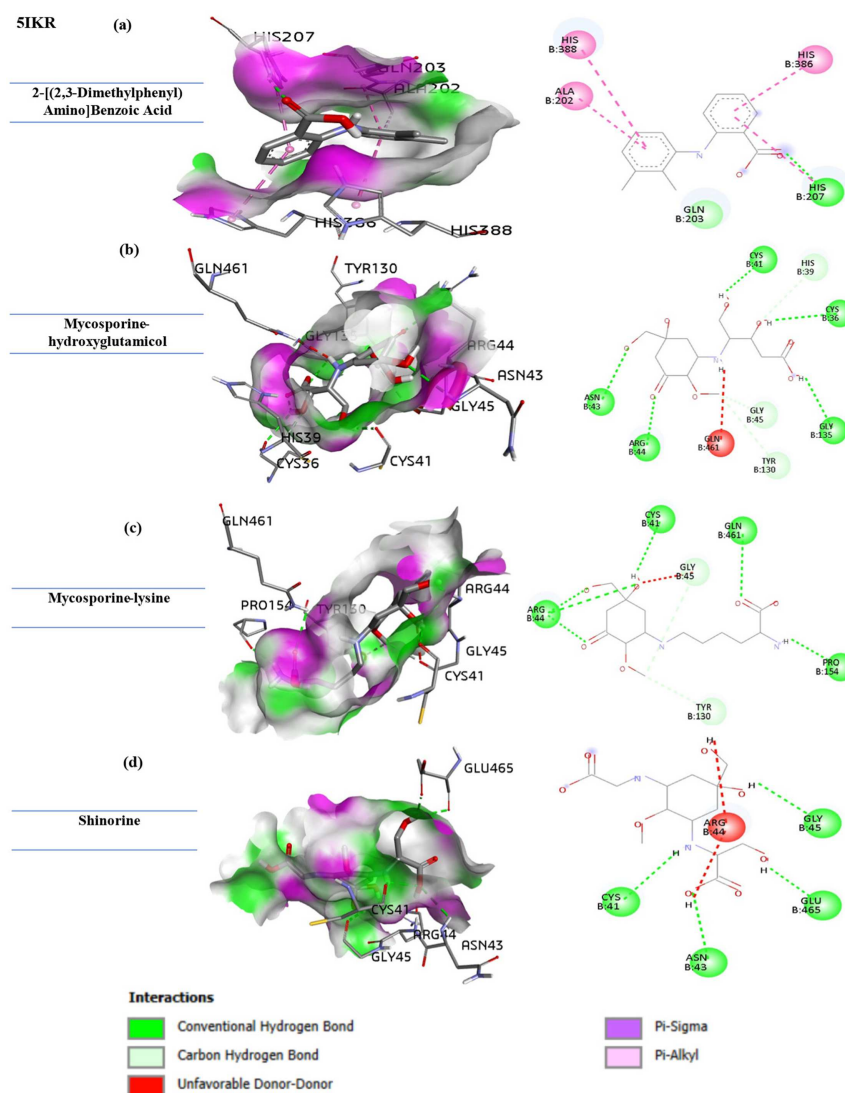 5IKR
(a)
2-[(2,3-Dimethylphenyl)
Amino]Benzoic Acid
HIS207
GLN203
ALA202
HIS386
HIS388
HIS
B:388
ALA
B:202
HIS
B:386
N
O
O
GLN
B:203
HIS
B:207
(b)
Mycosporine-
hydroxyglutamicol
GLN461
TYR130
ARG44
ASN43
GLY45
HIS39
CYS36
CYS41
CYS
B:41
HIS
B:39
CYS
B:36
ASN
B:43
ARG
B:44
GLN
B:461
GLY
B:45
TYR
B:130
GLY
B:135
(c)
Mycosporine-lysine
GLN461
PRO154
TYR130
ARG44
GLY45
CYS41
CYS
B:41
GLN
B:461
GLY
B:45
ARG
B:44
PRO
B:154
TYR
B:130
(d)
Shinorine
GLU465
CYS41
ARG44
GLY45
ASN43
ARG
B:44
GLY
B:45
CYS
B:41
GLU
B:465
ASN
B:43
Interactions
Conventional Hydrogen Bond
Carbon Hydrogen Bond
Unfavorable Donor-Donor
Pi-Sigma
Pi-Alkyl